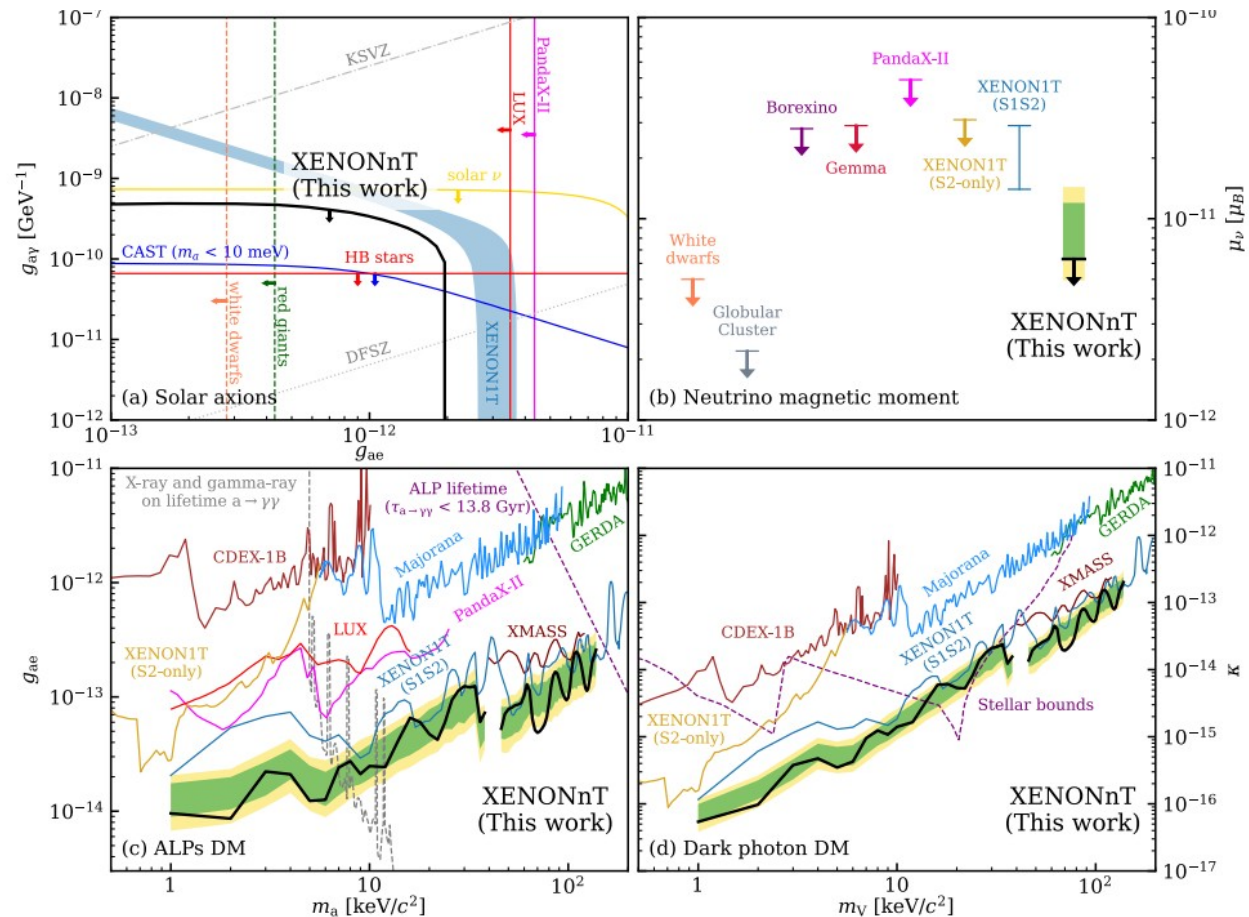 10⁻⁷
10⁻⁸
10⁻⁹
10⁻¹⁰
10⁻¹¹
10⁻¹²
g_aγ [GeV⁻¹]
KSVZ
PandaX-II
LUX
XENONnT
(This work)
solar ν
CAST (m_a < 10 meV)
HB stars
white dwarfs
red giants
DFSZ
XENON1T
(a) Solar axions
10⁻¹³
10⁻¹²
10⁻¹¹
g_ae
PandaX-II
Borexino
Gemma
XENON1T
(S1S2)
XENON1T
(S2-only)
White
dwarfs
Globular
Cluster
XENONnT
(This work)
(b) Neutrino magnetic moment
10⁻¹⁰
10⁻¹¹
10⁻¹²
μ_ν [μ_B]
10⁻¹¹
10⁻¹²
10⁻¹³
10⁻¹⁴
g_ae
X-ray and gamma-ray
on lifetime a → γγ
ALP lifetime
(τ_a→γγ < 13.8 Gyr)
CDEX-1B
Majorana
GERDA
PandaX-II
LUX
XMASS
XENON1T
(S2-only)
XENON1T
(S1S2)
XENONnT
(This work)
(c) ALPs DM
1
10
10²
m_a [keV/c²]
GERDA
Majorana
XMASS
CDEX-1B
XENON1T
(S1S2)
XENON1T
(S2-only)
Stellar bounds
XENONnT
(This work)
(d) Dark photon DM
1
10
10²
m_V [keV/c²]
10⁻¹¹
10⁻¹²
10⁻¹³
10⁻¹⁴
10⁻¹⁵
10⁻¹⁶
10⁻¹⁷
κ